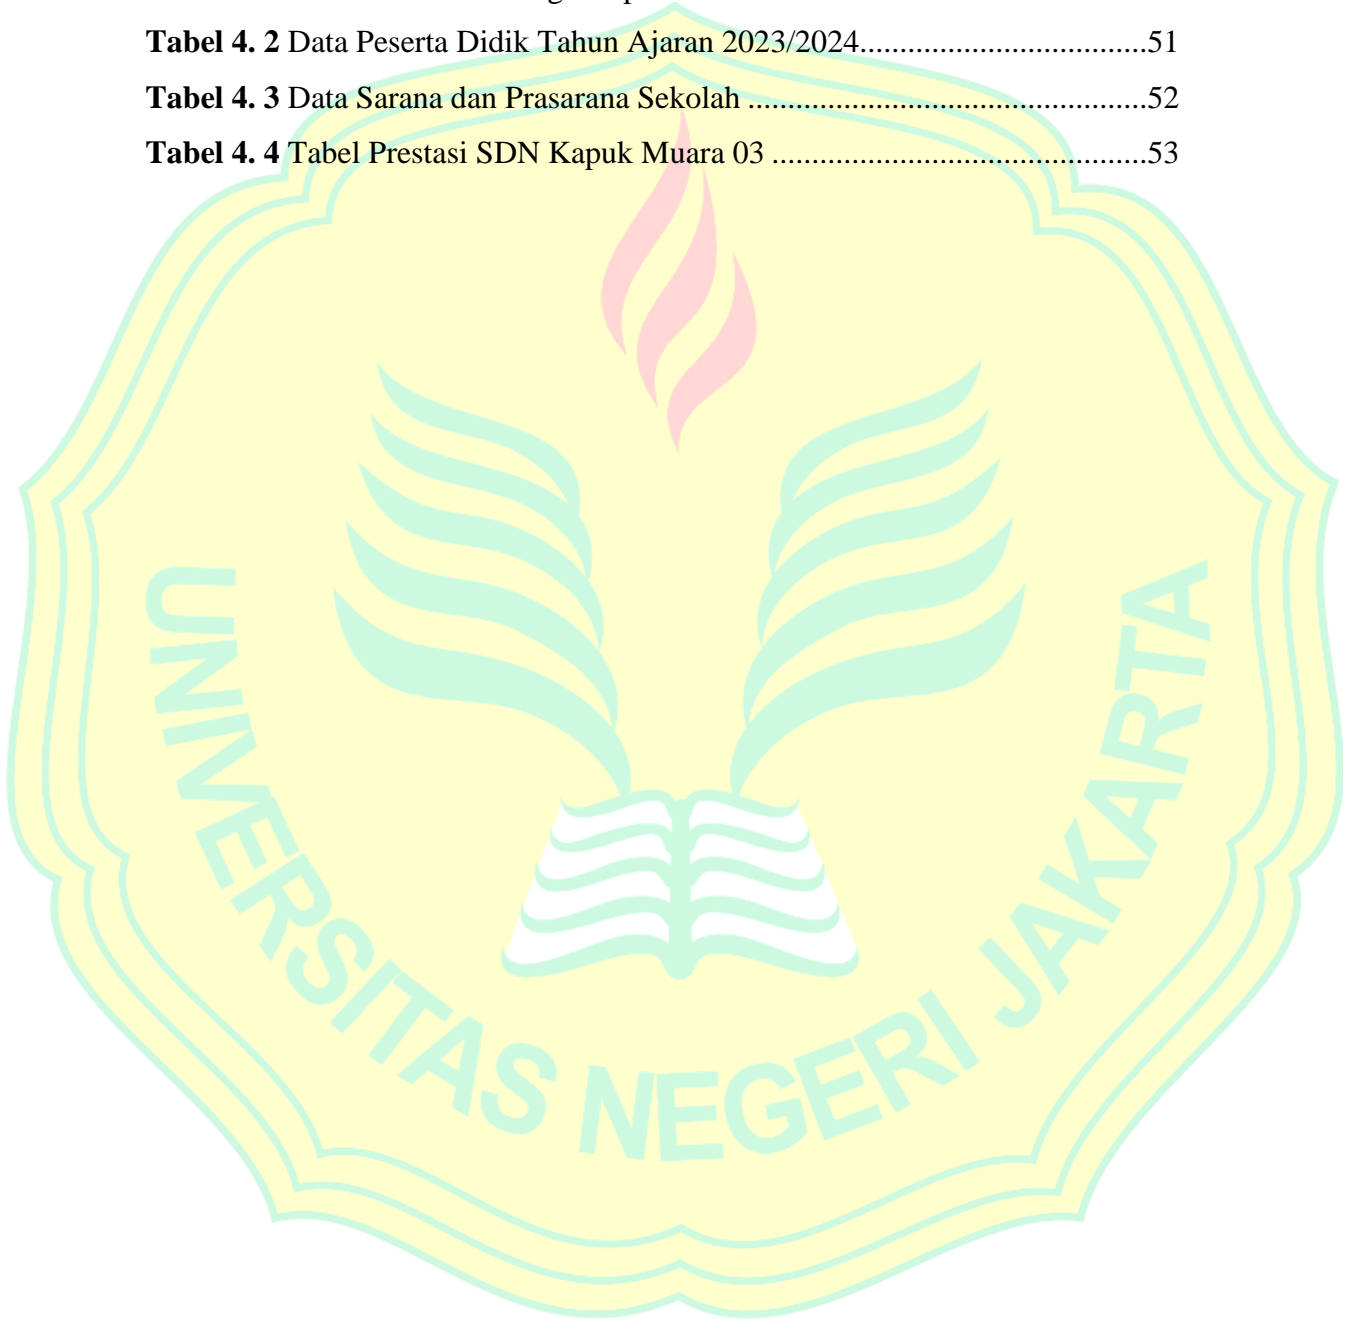 Tabel 4. 2 Data Peserta Didik Tahun Ajaran 2023/2024....................................51
Tabel 4. 3 Data Sarana dan Prasarana Sekolah ..................................................52
Tabel 4. 4 Tabel Prestasi SDN Kapuk Muara 03 ...............................................53
UNIVERSITAS NEGERI JAKARTA